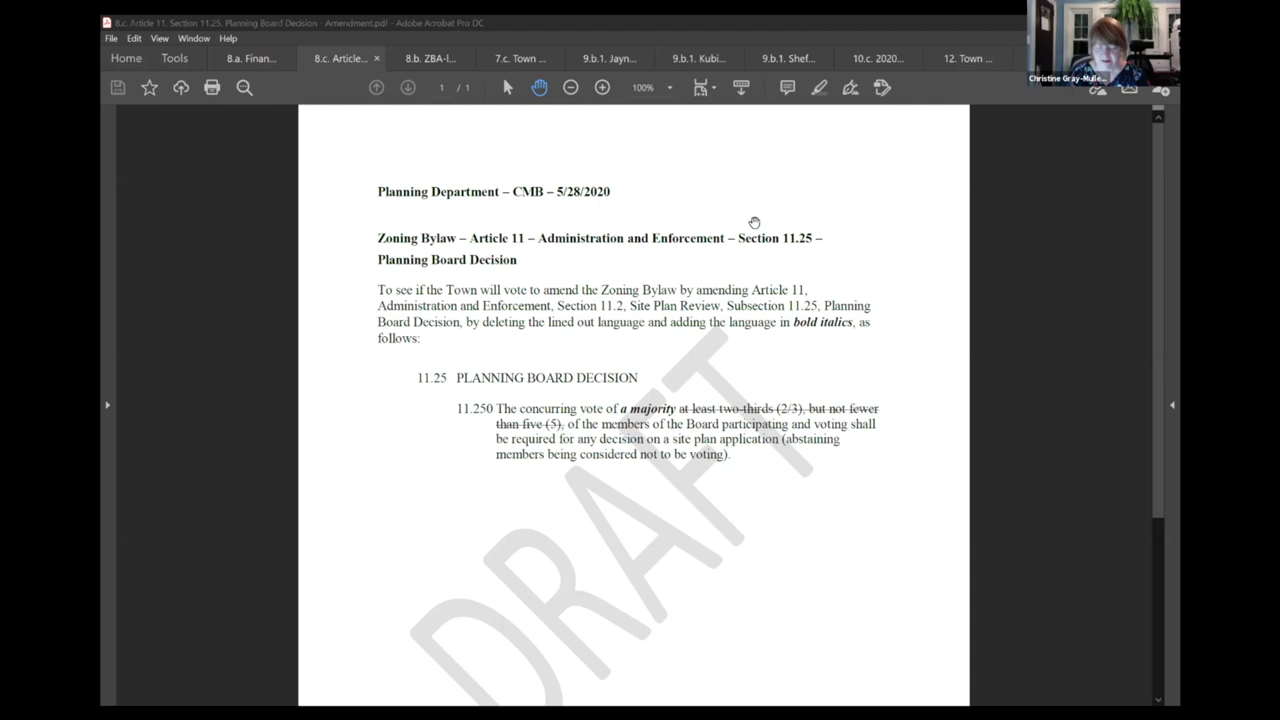 8.c. Article 11. Section 11.25. Planning Board Decision - Amendment.pdf - Adobe Acrobat Pro DC
File Edit View Window Help
Home Tools 8.a. Finan... 8.c. Article... × 8.b. ZBA-l... 7.c. Town ... 9.b.1. Jayn... 9.b.1. Kubi... 9.b.1. Shef... 10.c. 2020... 12. Town ...
Christine Gray-Mulle...
1 / 1 100%
Planning Department – CMB – 5/28/2020
Zoning Bylaw – Article 11 – Administration and Enforcement – Section 11.25 –
Planning Board Decision
To see if the Town will vote to amend the Zoning Bylaw by amending Article 11,
Administration and Enforcement, Section 11.2, Site Plan Review, Subsection 11.25, Planning
Board Decision, by deleting the lined out language and adding the language in bold italics, as
follows:
11.25 PLANNING BOARD DECISION
11.250 The concurring vote of a majority at least two-thirds (2/3), but not fewer
than five (5), of the members of the Board participating and voting shall
be required for any decision on a site plan application (abstaining
members being considered not to be voting).
DRAFT